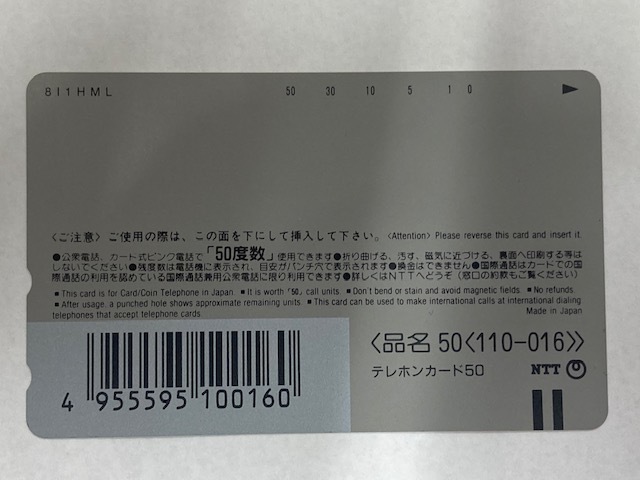 811HML 50 30 10 5 1 0
〈ご注意〉ご使用の際は、この面を下にして挿入して下さい。〈Attention〉Please reverse this card and insert it.
●公衆電話、カード式ピンク電話で「50度数」使用できます●折り曲げる、汚す、磁気に近づける、裏面へ印刷する等は
しないでください●残度数は電話機に表示され、目安がパンチ穴で表示されます●換金はできません●国際通話はカードでの国
際通話の利用を認めている国際通話兼用公衆電話に限り利用できます●詳しくはNTTへどうぞ(窓口の約款もご覧ください)
■This card is for Card/Coin Telephone in Japan ■It is worth「50」call units ■Don't bend or stain and avoid magnetic fields ■No refunds
■After usage, a punched hole shows approximate remaining units ■This card can be used to make international calls at international dialing
telephones that accept telephone cards. Made in Japan
〈品名 50〈110-016〉〉
テレホンカード50 NTT
4 955595 100160